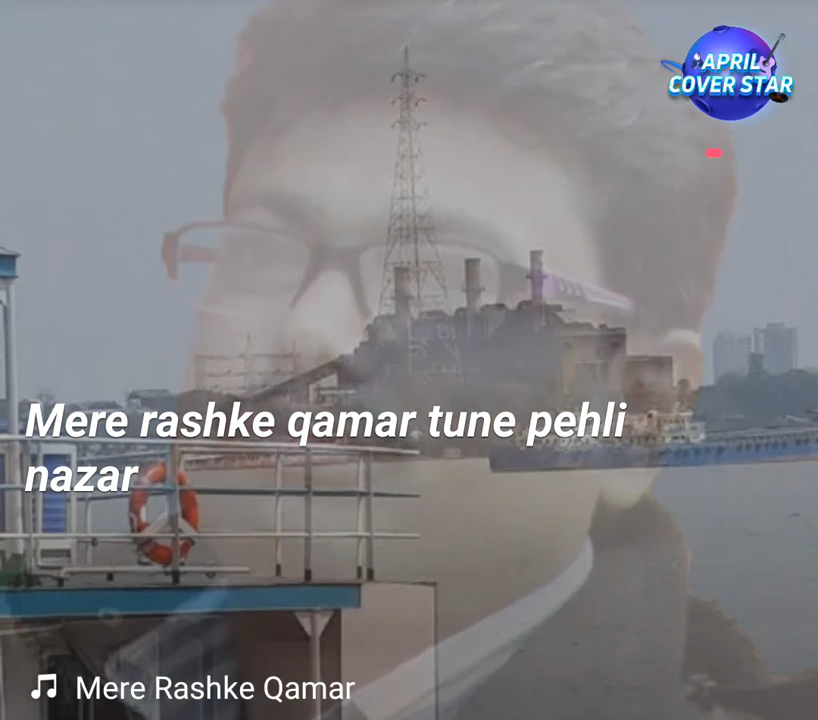 APRIL
COVER STAR
Mere rashke qamar tune pehli
nazar
Mere Rashke Qamar